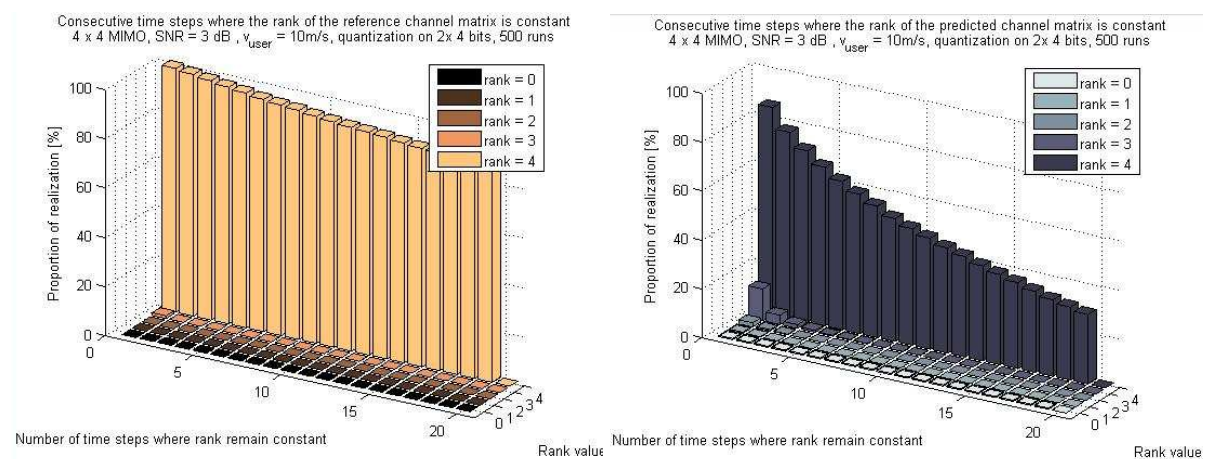 Consecutive time steps where the rank of the reference channel matrix is constant
4 x 4 MIMO, SNR = 3 dB , v_user = 10m/s, quantization on 2x 4 bits, 500 runs
rank = 0
rank = 1
rank = 2
rank = 3
rank = 4
Proportion of realization [%]
100
80
60
40
20
0
0
5
10
15
20
0
1
2
3
4
Number of time steps where rank remain constant
Rank value
Consecutive time steps where the rank of the predicted channel matrix is constant
4 x 4 MIMO, SNR = 3 dB , v_user = 10m/s, quantization on 2x 4 bits, 500 runs
rank = 0
rank = 1
rank = 2
rank = 3
rank = 4
Proportion of realization [%]
100
80
60
40
20
0
0
5
10
15
20
0
1
2
3
4
Number of time steps where rank remain constant
Rank value